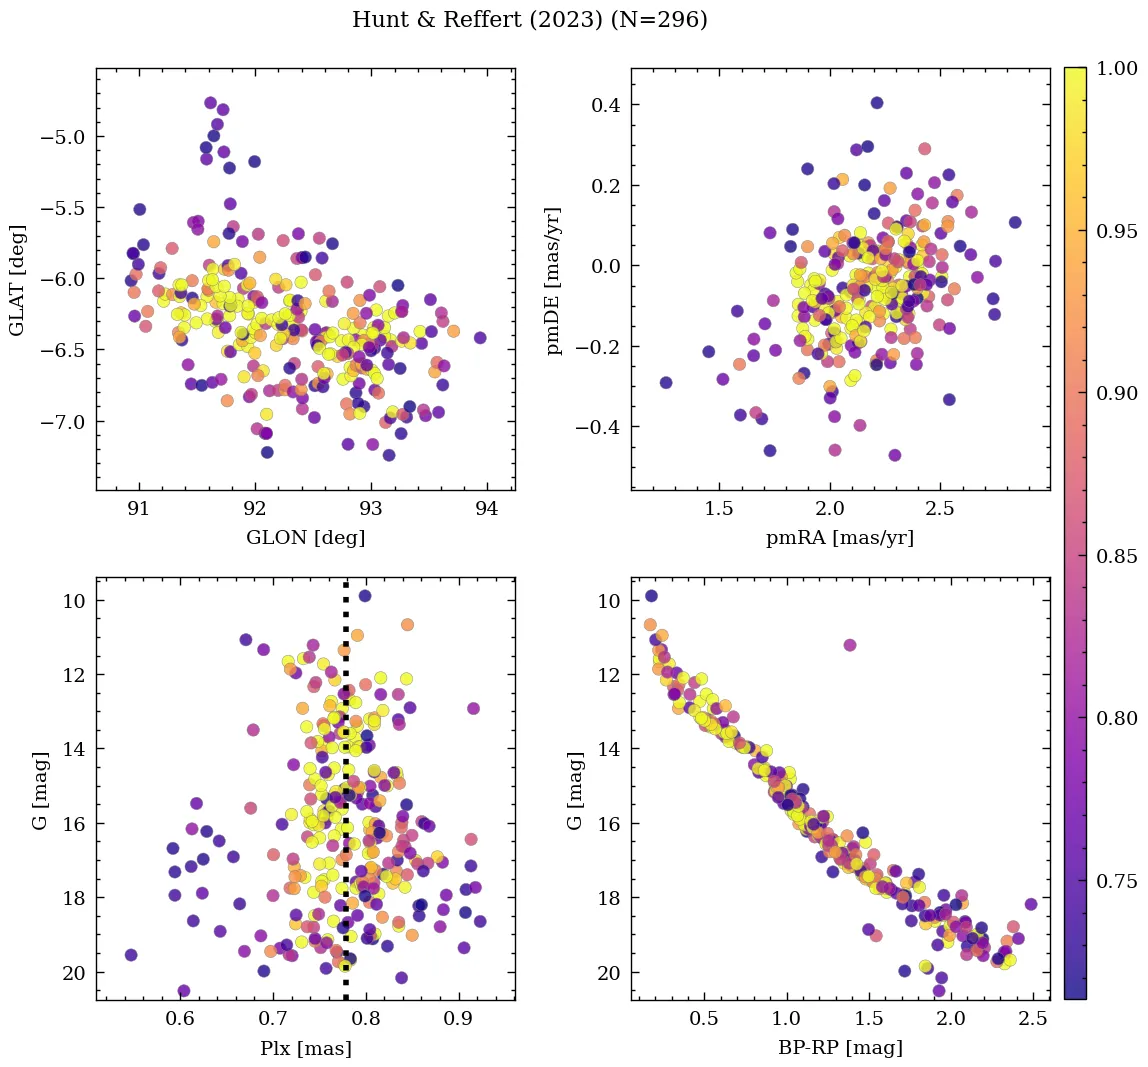 Hunt & Reffert (2023) (N=296)
−5.0
−5.5
−6.0
−6.5
−7.0
GLAT [deg]
91 92 93 94
GLON [deg]
0.4
0.2
0.0
−0.2
−0.4
pmDE [mas/yr]
1.5 2.0 2.5
pmRA [mas/yr]
10
12
14
16
18
20
G [mag]
0.6 0.7 0.8 0.9
Plx [mas]
10
12
14
16
18
20
G [mag]
0.5 1.0 1.5 2.0 2.5
BP-RP [mag]
1.00
0.95
0.90
0.85
0.80
0.75